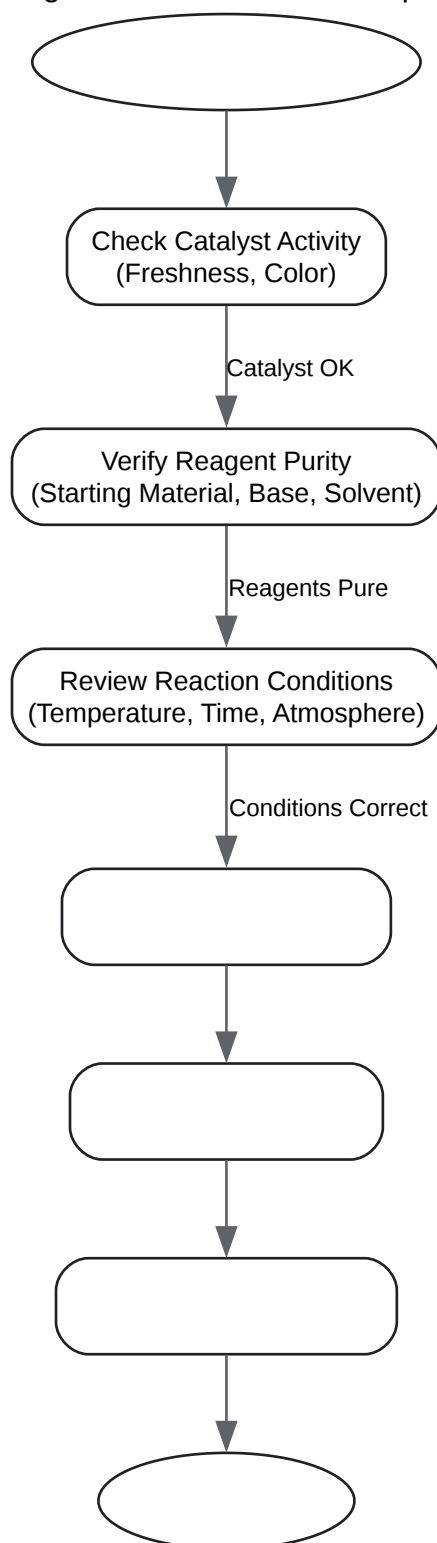 Check Catalyst Activity
(Freshness, Color)
Catalyst OK
Verify Reagent Purity
(Starting Material, Base, Solvent)
Reagents Pure
Review Reaction Conditions
(Temperature, Time, Atmosphere)
Conditions Correct